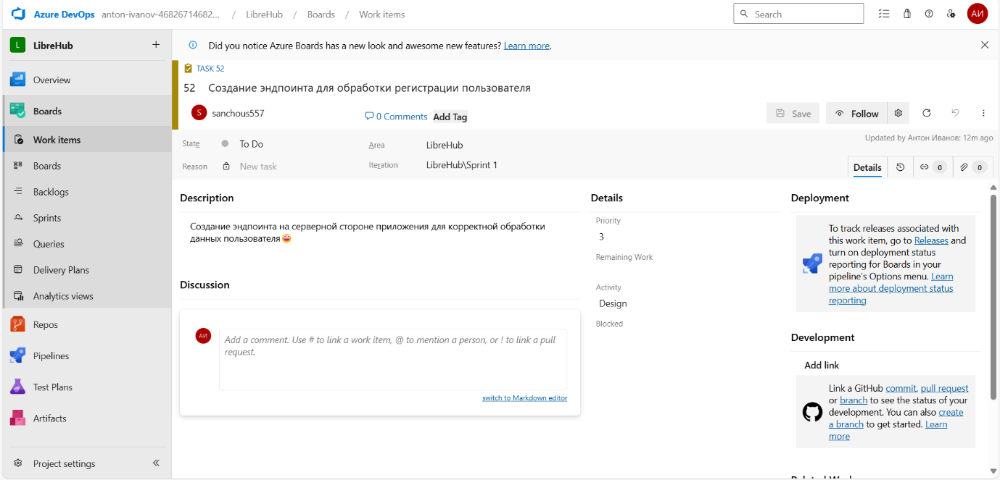 Azure DevOps anton-ivanov-46826714682... / LibreHub / Boards / Work items
Search
АИ
L LibreHub
Did you notice Azure Boards has a new look and awesome new features? Learn more.
Overview
Boards
Work items
Boards
Backlogs
Sprints
Queries
Delivery Plans
Analytics views
Repos
Pipelines
Test Plans
Artifacts
Project settings
TASK 52
52 Создание эндпоинта для обработки регистрации пользователя
S sanchous557
0 Comments Add Tag
Save
Follow
Updated by Антон Иванов: 12m ago
State To Do
Area LibreHub
Reason New task
Iteration LibreHub\Sprint 1
Details
0
0
Description
Создание эндпоинта на серверной стороне приложения для корректной обработки
данных пользователя🤪
Discussion
АИ
Add a comment. Use # to link a work item, @ to mention a person, or ! to link a pull
request.
switch to Markdown editor
Details
Priority
3
Remaining Work
Activity
Design
Blocked
Deployment
To track releases associated with
this work item, go to Releases and
turn on deployment status
reporting for Boards in your
pipeline's Options menu. Learn
more about deployment status
reporting
Development
Add link
Link a GitHub commit, pull request
or branch to see the status of your
development. You can also create
a branch to get started. Learn
more